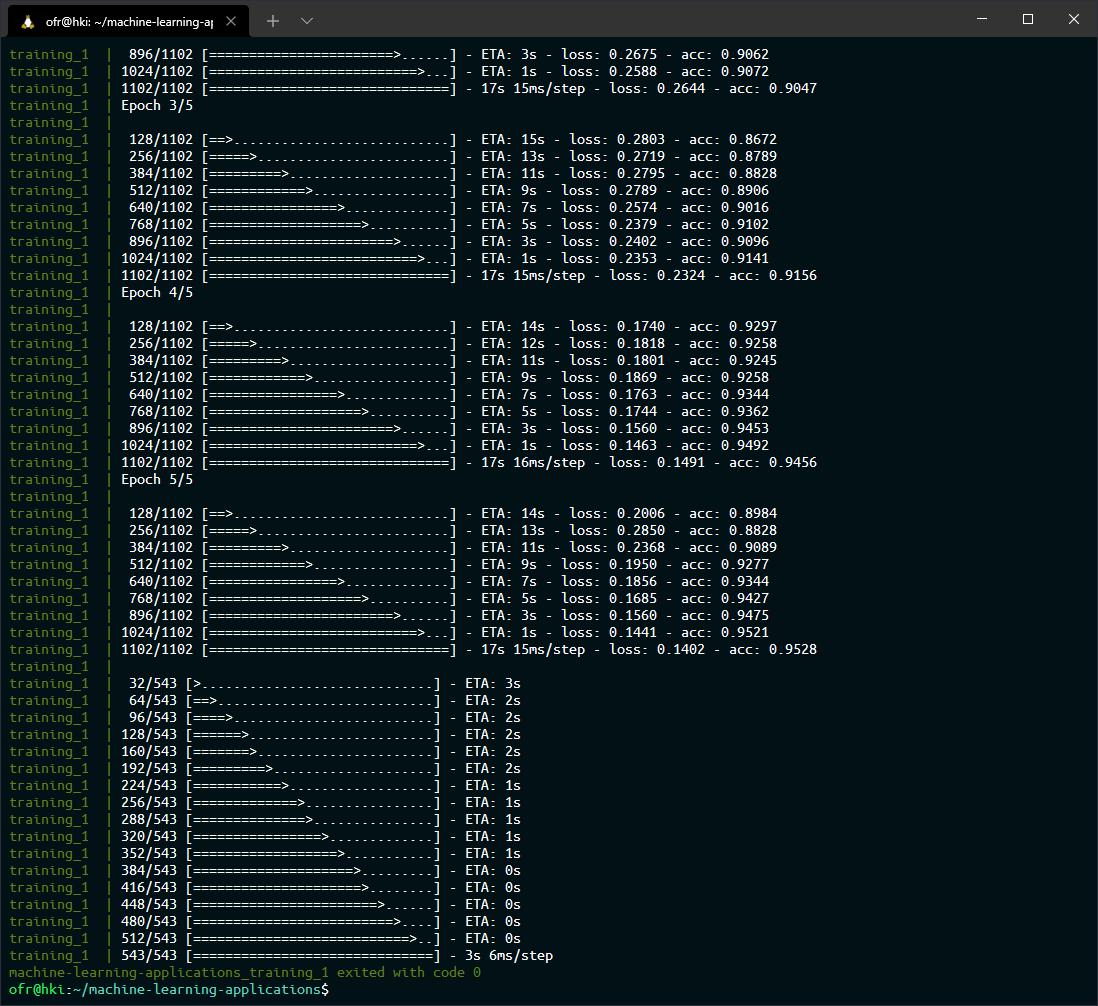 ofr@hki: ~/machine-learning-ap
training_1 | 896/1102 [=======================>......] - ETA: 3s - loss: 0.2675 - acc: 0.9062
training_1 | 1024/1102 [==========================>...] - ETA: 1s - loss: 0.2588 - acc: 0.9072
training_1 | 1102/1102 [==============================] - 17s 15ms/step - loss: 0.2644 - acc: 0.9047
training_1 | Epoch 3/5
training_1 |
training_1 | 128/1102 [==>...........................] - ETA: 15s - loss: 0.2803 - acc: 0.8672
training_1 | 256/1102 [=====>........................] - ETA: 13s - loss: 0.2719 - acc: 0.8789
training_1 | 384/1102 [=========>....................] - ETA: 11s - loss: 0.2795 - acc: 0.8828
training_1 | 512/1102 [============>.................] - ETA: 9s - loss: 0.2789 - acc: 0.8906
training_1 | 640/1102 [================>.............] - ETA: 7s - loss: 0.2574 - acc: 0.9016
training_1 | 768/1102 [===================>..........] - ETA: 5s - loss: 0.2379 - acc: 0.9102
training_1 | 896/1102 [=======================>......] - ETA: 3s - loss: 0.2402 - acc: 0.9096
training_1 | 1024/1102 [==========================>...] - ETA: 1s - loss: 0.2353 - acc: 0.9141
training_1 | 1102/1102 [==============================] - 17s 15ms/step - loss: 0.2324 - acc: 0.9156
training_1 | Epoch 4/5
training_1 |
training_1 | 128/1102 [==>...........................] - ETA: 14s - loss: 0.1740 - acc: 0.9297
training_1 | 256/1102 [=====>........................] - ETA: 12s - loss: 0.1818 - acc: 0.9258
training_1 | 384/1102 [=========>....................] - ETA: 11s - loss: 0.1801 - acc: 0.9245
training_1 | 512/1102 [============>.................] - ETA: 9s - loss: 0.1869 - acc: 0.9258
training_1 | 640/1102 [================>.............] - ETA: 7s - loss: 0.1763 - acc: 0.9344
training_1 | 768/1102 [===================>..........] - ETA: 5s - loss: 0.1744 - acc: 0.9362
training_1 | 896/1102 [=======================>......] - ETA: 3s - loss: 0.1560 - acc: 0.9453
training_1 | 1024/1102 [==========================>...] - ETA: 1s - loss: 0.1463 - acc: 0.9492
training_1 | 1102/1102 [==============================] - 17s 16ms/step - loss: 0.1491 - acc: 0.9456
training_1 | Epoch 5/5
training_1 |
training_1 | 128/1102 [==>...........................] - ETA: 14s - loss: 0.2006 - acc: 0.8984
training_1 | 256/1102 [=====>........................] - ETA: 13s - loss: 0.2850 - acc: 0.8828
training_1 | 384/1102 [=========>....................] - ETA: 11s - loss: 0.2368 - acc: 0.9089
training_1 | 512/1102 [============>.................] - ETA: 9s - loss: 0.1950 - acc: 0.9277
training_1 | 640/1102 [================>.............] - ETA: 7s - loss: 0.1856 - acc: 0.9344
training_1 | 768/1102 [===================>..........] - ETA: 5s - loss: 0.1685 - acc: 0.9427
training_1 | 896/1102 [=======================>......] - ETA: 3s - loss: 0.1560 - acc: 0.9475
training_1 | 1024/1102 [==========================>...] - ETA: 1s - loss: 0.1441 - acc: 0.9521
training_1 | 1102/1102 [==============================] - 17s 15ms/step - loss: 0.1402 - acc: 0.9528
training_1 |
training_1 | 32/543 [>.............................] - ETA: 3s
training_1 | 64/543 [==>...........................] - ETA: 2s
training_1 | 96/543 [====>.........................] - ETA: 2s
training_1 | 128/543 [======>.......................] - ETA: 2s
training_1 | 160/543 [=======>......................] - ETA: 2s
training_1 | 192/543 [=========>....................] - ETA: 2s
training_1 | 224/543 [===========>..................] - ETA: 1s
training_1 | 256/543 [=============>................] - ETA: 1s
training_1 | 288/543 [==============>...............] - ETA: 1s
training_1 | 320/543 [================>.............] - ETA: 1s
training_1 | 352/543 [==================>...........] - ETA: 1s
training_1 | 384/543 [====================>.........] - ETA: 0s
training_1 | 416/543 [=====================>........] - ETA: 0s
training_1 | 448/543 [=======================>......] - ETA: 0s
training_1 | 480/543 [=========================>....] - ETA: 0s
training_1 | 512/543 [===========================>..] - ETA: 0s
training_1 | 543/543 [==============================] - 3s 6ms/step
machine-learning-applications_training_1 exited with code 0
ofr@hki:~/machine-learning-applications$